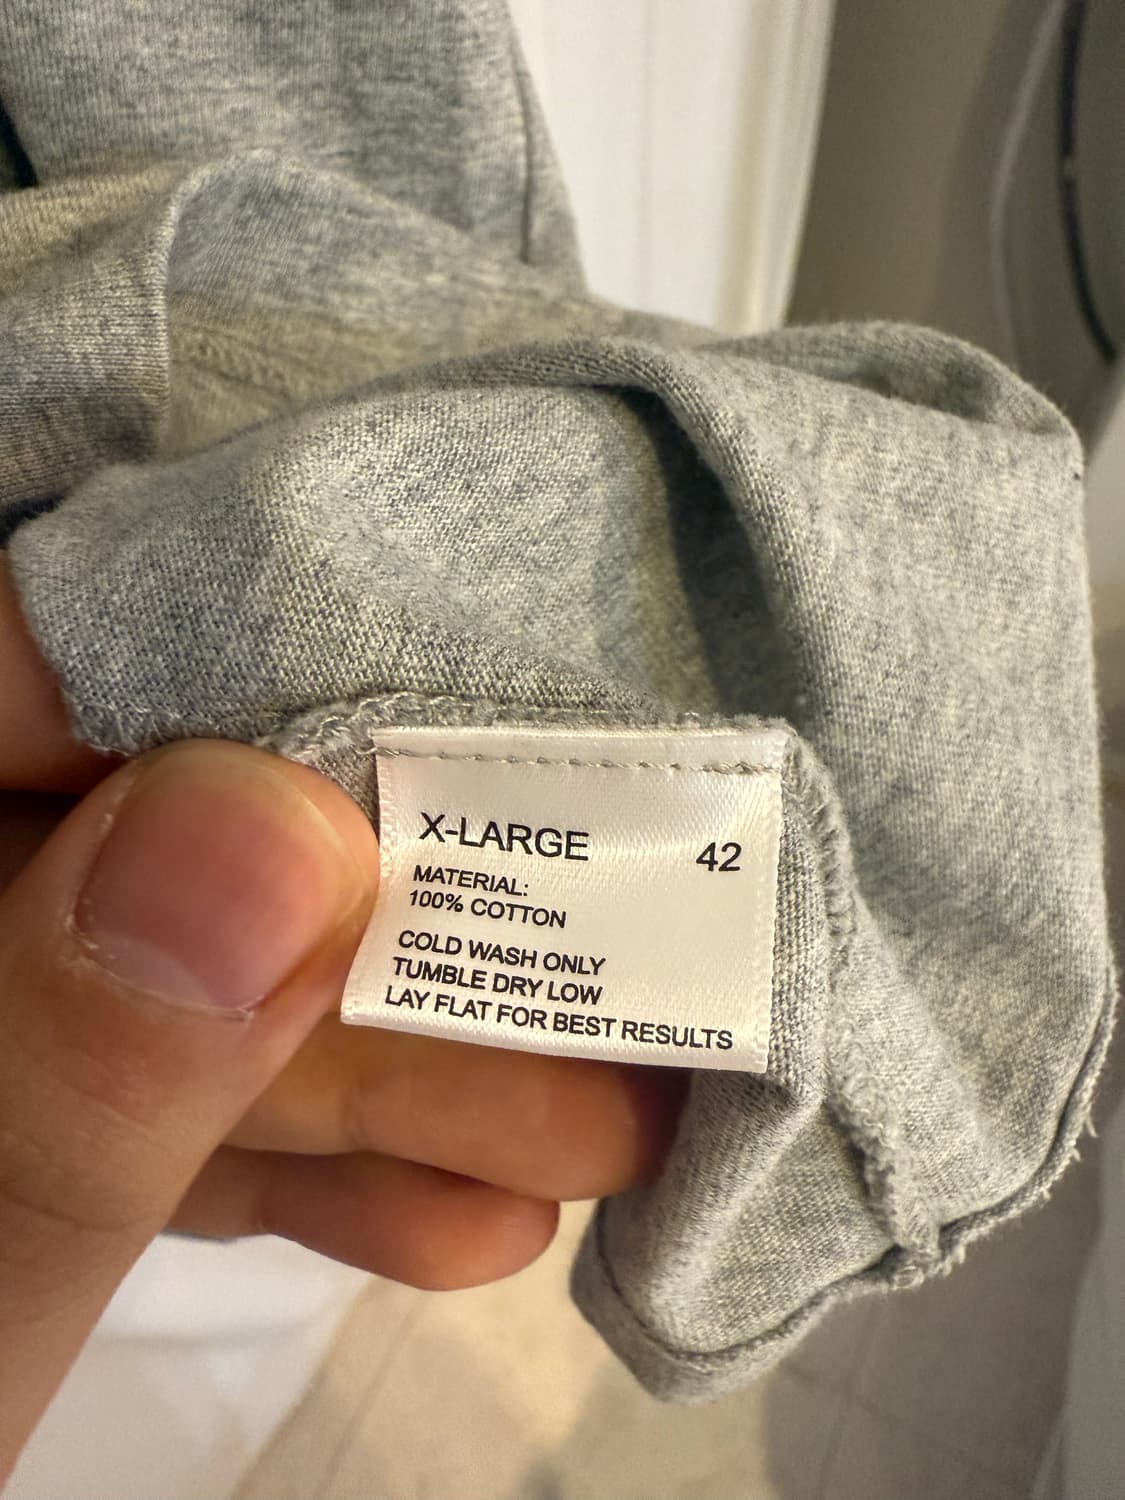 X-LARGE 42
MATERIAL:
100% COTTON
COLD WASH ONLY
TUMBLE DRY LOW
LAY FLAT FOR BEST RESULTS